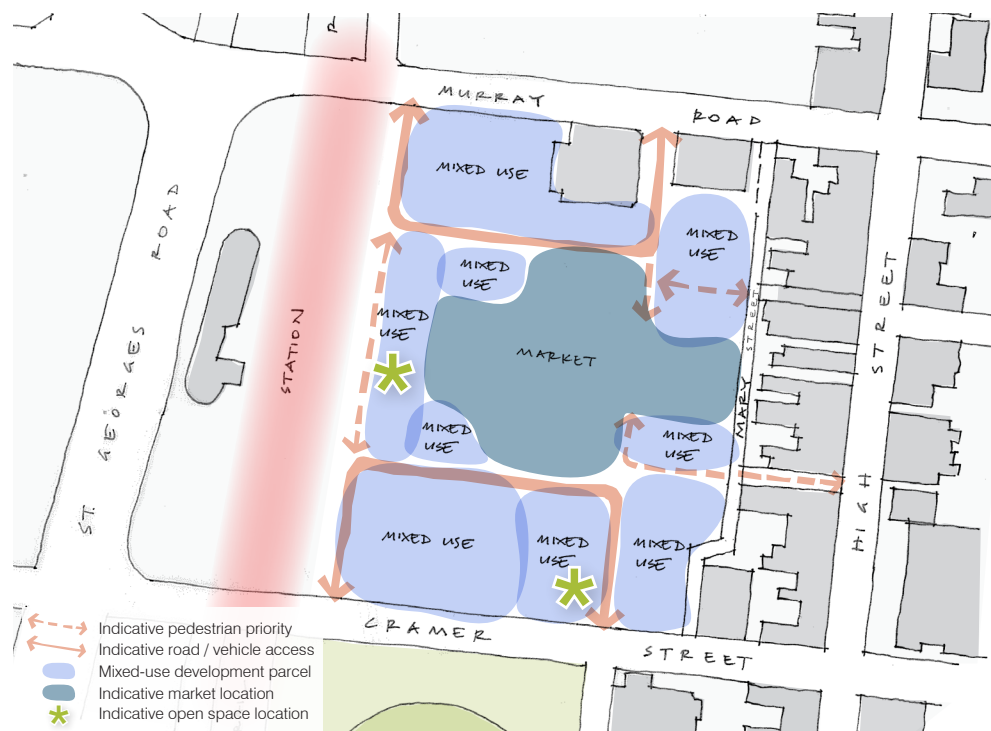 MURRAY
ROAD
MIXED USE
MIXED
USE
MIXED
USE
MIXED
USE
MARKET
STATION
ST. GEORGES ROAD
MARY STREET
HIGH STREET
MIXED
USE
MIXED
USE
MIXED USE
MIXED
USE
MIXED
USE
CRAMER
STREET
Indicative pedestrian priority
Indicative road / vehicle access
Mixed-use development parcel
Indicative market location
Indicative open space location